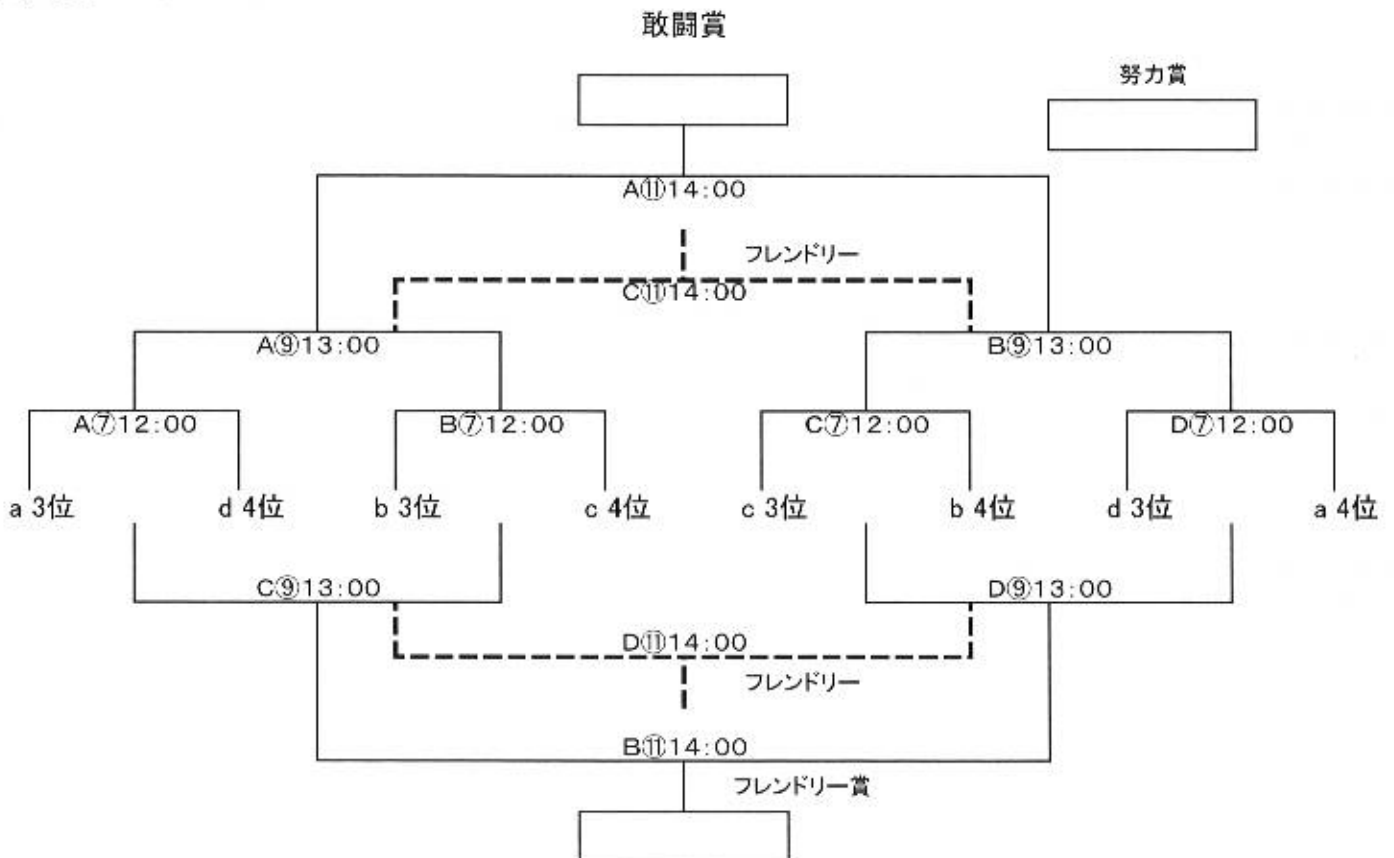 敢闘賞
努力賞
A⑪14:00
フレンドリー
C⑪14:00
A⑨13:00
B⑨13:00
A⑦12:00
B⑦12:00
C⑦12:00
D⑦12:00
a 3位
d 4位
b 3位
c 4位
c 3位
b 4位
d 3位
a 4位
C⑨13:00
D⑨13:00
D⑪14:00
フレンドリー
B⑪14:00
フレンドリー賞